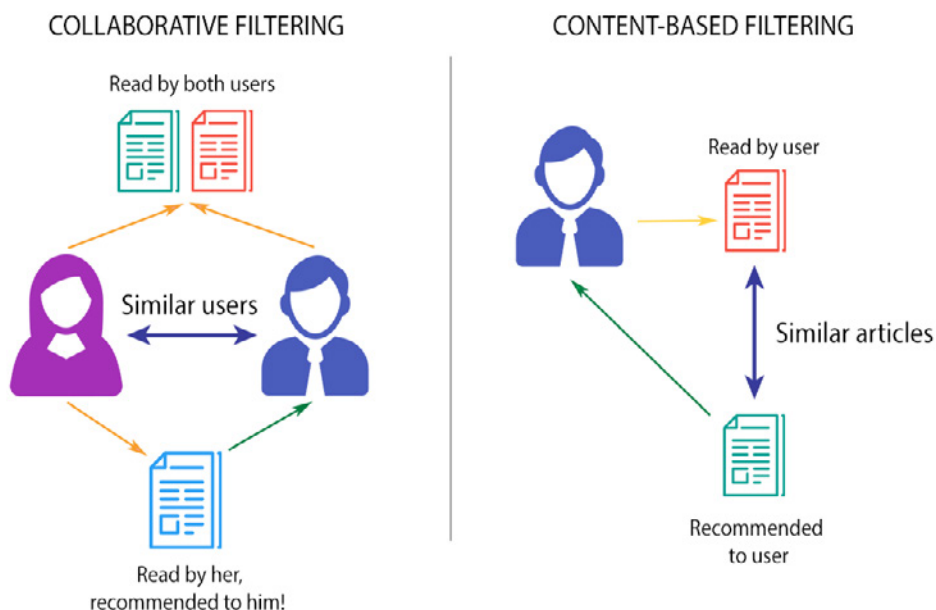 COLLABORATIVE FILTERING
Read by both users
Similar users
Read by her,
recommended to him!
CONTENT-BASED FILTERING
Read by user
Similar articles
Recommended
to user